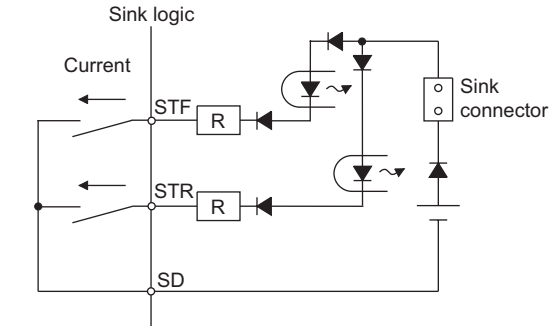 Sink logic
Current
Sink
connector
STF
R
STR
R
SD